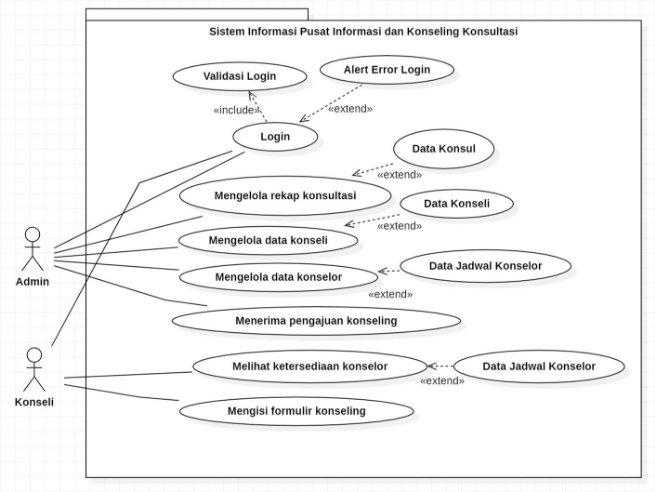 Sistem Informasi Pusat Informasi dan Konseling Konsultasi
Validasi Login
Alert Error Login
«include»
«extend»
Login
Data Konsul
«extend»
Mengelola rekap konsultasi
Data Konseli
«extend»
Mengelola data konseli
Mengelola data konselor
Data Jadwal Konselor
«extend»
Admin
Menerima pengajuan konseling
Melihat ketersediaan konselor
Data Jadwal Konselor
«extend»
Konseli
Mengisi formulir konseling